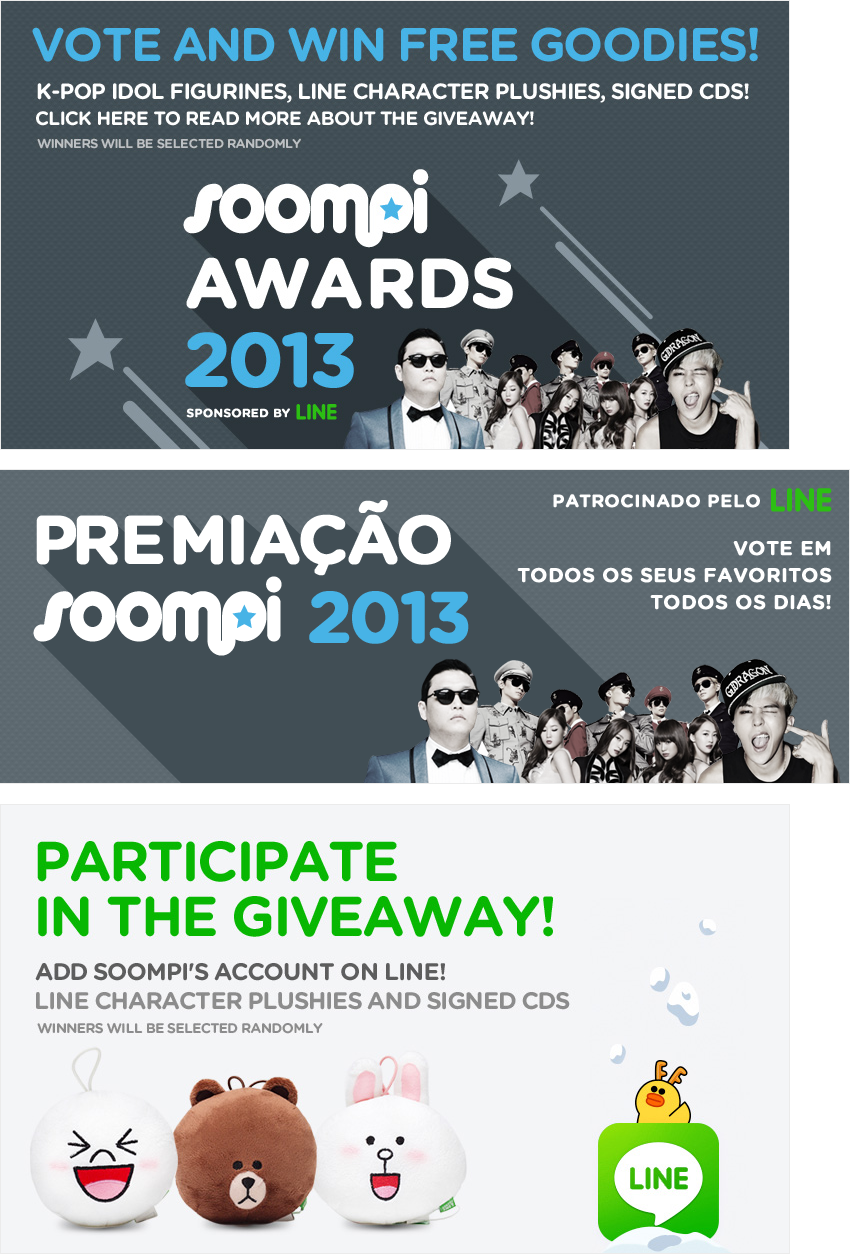 VOTE AND WIN FREE GOODIES!
K-POP IDOL FIGURINES, LINE CHARACTER PLUSHIES, SIGNED CDS!
CLICK HERE TO READ MORE ABOUT THE GIVEAWAY!
WINNERS WILL BE SELECTED RANDOMLY
soompi
AWARDS
2013
SPONSORED BY LINE
G-DRAGON
PREMIAÇÃO
soompi 2013
PATROCINADO PELO LINE
VOTE EM
TODOS OS SEUS FAVORITOS
TODOS OS DIAS!
G-DRAGON
PARTICIPATE
IN THE GIVEAWAY!
ADD SOOMPI'S ACCOUNT ON LINE!
LINE CHARACTER PLUSHIES AND SIGNED CDS
WINNERS WILL BE SELECTED RANDOMLY
LINE